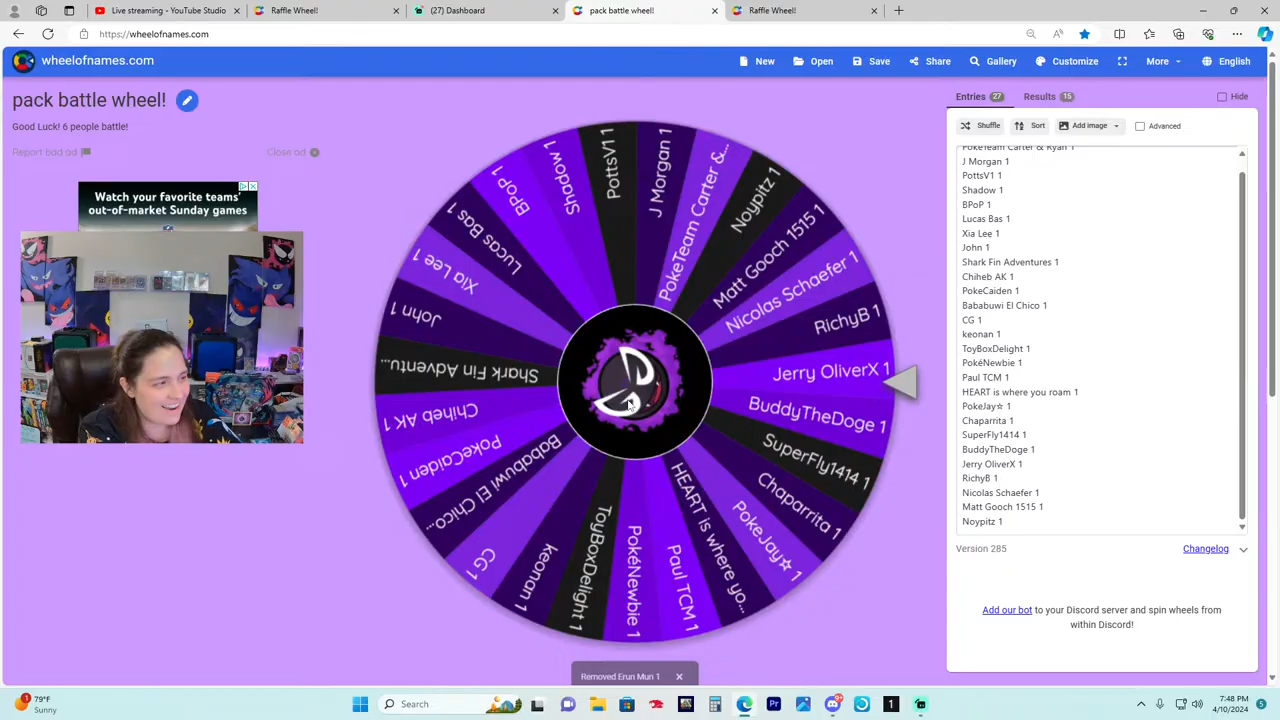 Live streaming - YouTube Studio
Raffle Wheel!
(27) Dashboard
pack battle wheel!
Raffle Wheel!
https://wheelofnames.com
wheelofnames.com
New
Open
Save
Share
Gallery
Customize
More
English
pack battle wheel!
Good Luck! 6 people battle!
Report bad ad
Close ad
Watch your favorite teams'
out-of-market Sunday games
PottsV1 1
J Morgan 1
PokeTeam Carter &...
Noypitz 1
Matt Gooch 1515 1
Nicolas Schaefer 1
RichyB 1
Jerry OliverX 1
BuddyTheDoge 1
SuperFly1414 1
Chaparrita 1
PokeJay☆ 1
HEART is where yo...
Paul TCM 1
PokéNewbie 1
ToyBoxDelight 1
keonan 1
CG 1
Bababuwi El Chico...
PokeCaiden 1
Chiheb AK 1
Shark Fin Adventu...
John 1
Xia Lee 1
Lucas Bas 1
BPoP 1
Shadow 1
Entries 27
Results 15
Hide
Shuffle
Sort
Add image
Advanced
PokeTeam Carter & Ryan 1
J Morgan 1
PottsV1 1
Shadow 1
BPoP 1
Lucas Bas 1
Xia Lee 1
John 1
Shark Fin Adventures 1
Chiheb AK 1
PokeCaiden 1
Bababuwi El Chico 1
CG 1
keonan 1
ToyBoxDelight 1
PokéNewbie 1
Paul TCM 1
HEART is where you roam 1
PokeJay☆ 1
Chaparrita 1
SuperFly1414 1
BuddyTheDoge 1
Jerry OliverX 1
RichyB 1
Nicolas Schaefer 1
Matt Gooch 1515 1
Noypitz 1
Version 285
Changelog
Add our bot to your Discord server and spin wheels from
within Discord!
Removed Erun Mun 1
79°F
Sunny
Search
7:48 PM
4/10/2024